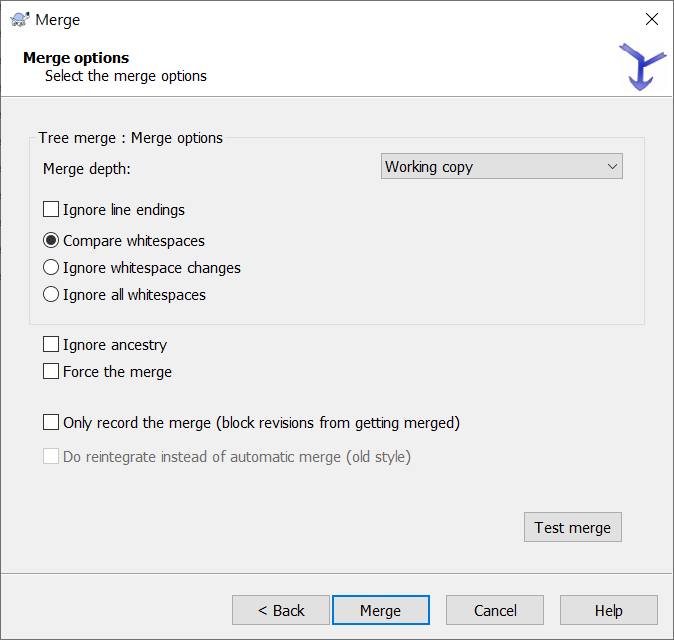 Merge
Merge options
Select the merge options
Tree merge : Merge options
Merge depth:
Working copy
Ignore line endings
Compare whitespaces
Ignore whitespace changes
Ignore all whitespaces
Ignore ancestry
Force the merge
Only record the merge (block revisions from getting merged)
Do reintegrate instead of automatic merge (old style)
Test merge
< Back
Merge
Cancel
Help